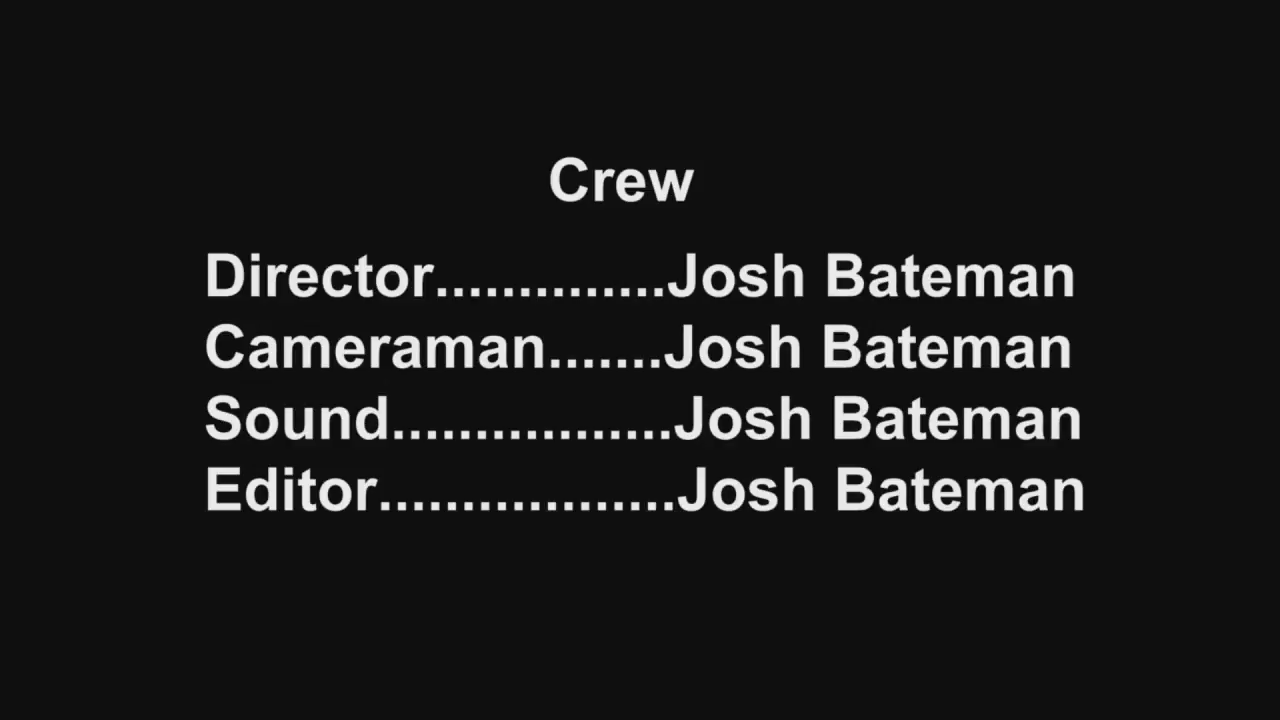 Crew
Director..............Josh Bateman
Cameraman.......Josh Bateman
Sound.................Josh Bateman
Editor..................Josh Bateman